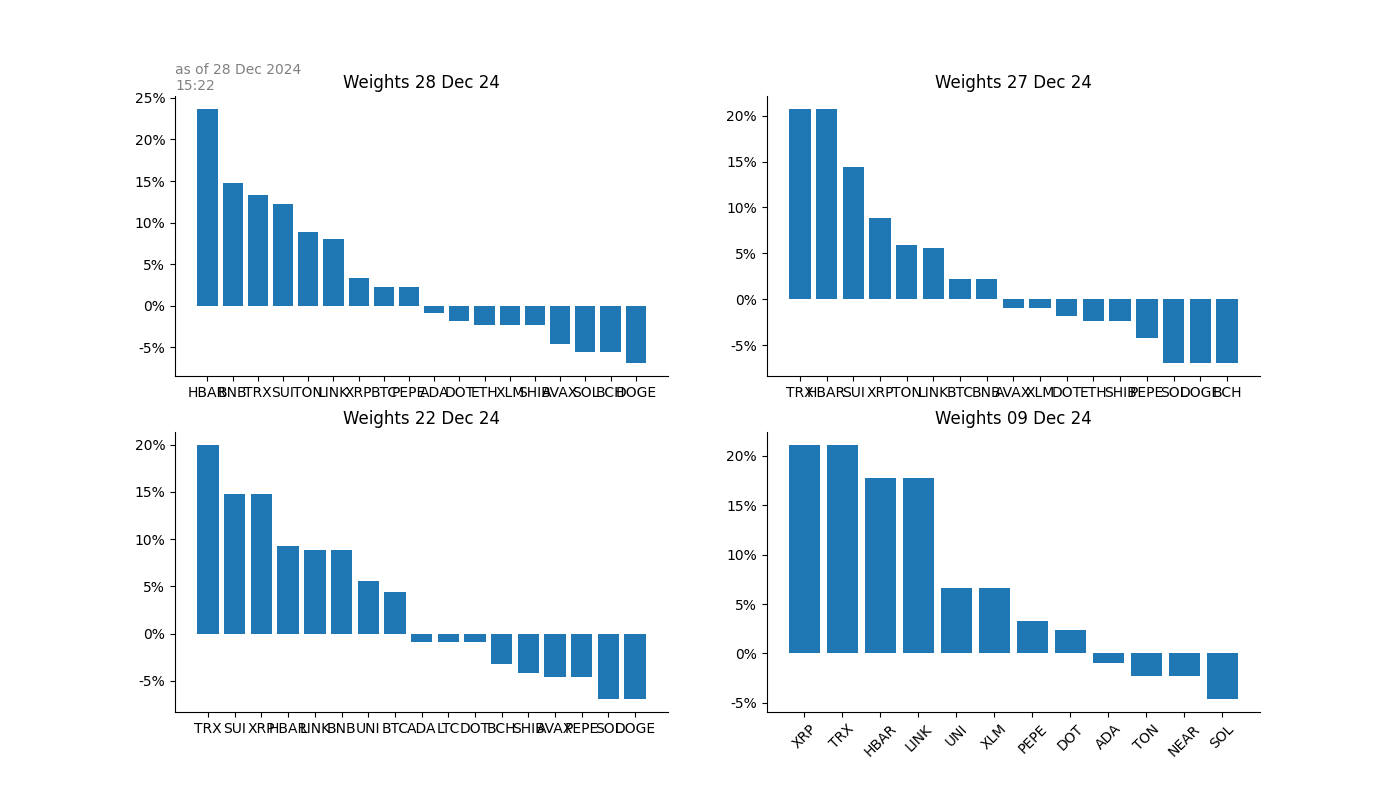 as of 28 Dec 2024
15:22
Weights 28 Dec 24
25%
20%
15%
10%
5%
0%
-5%
HBAR BNB TRX SUI TON LINK XRP BTC PEPE ADA DOT ETH XLM SHIB AVAX SOL BCH DOGE
Weights 27 Dec 24
20%
15%
10%
5%
0%
-5%
TRX HBAR SUI XRP TON LINK BTC BNB AVAX XLM DOT ETH SHIB PEPE SOL DOGE BCH
Weights 22 Dec 24
20%
15%
10%
5%
0%
-5%
TRX SUI XRP HBAR LINK BNB UNI BTC ADA LTC DOT BCH SHIB AVAX PEPE SOL DOGE
Weights 09 Dec 24
20%
15%
10%
5%
0%
-5%
XRP TRX HBAR LINK UNI XLM PEPE DOT ADA TON NEAR SOL